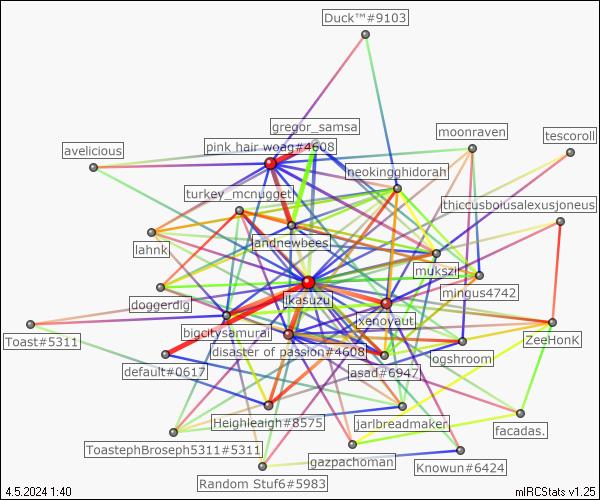 Duck™#9103
gregor_samsa
moonraven
tescoroll
pink hair woag#4608
avelicious
neokingghidorah
turkey_mcnugget
thiccusboiusalexusjoneus
jandnewbees
lahnk
mukszi
mingus4742
ikasuzu
doggerdig
xenoyaut
bigcitysamurai
Toast#5311
ZeeHonK
disaster of passion#4608
ogshroom
default#0617
asad#6947
Heighleaigh#8575
jarlbreadmaker.
facadas.
ToastephBroseph5311#5311
gazpachoman
Knowun#6424
Random Stuf6#5983
4.5.2024 1:40
mIRCStats v1.25